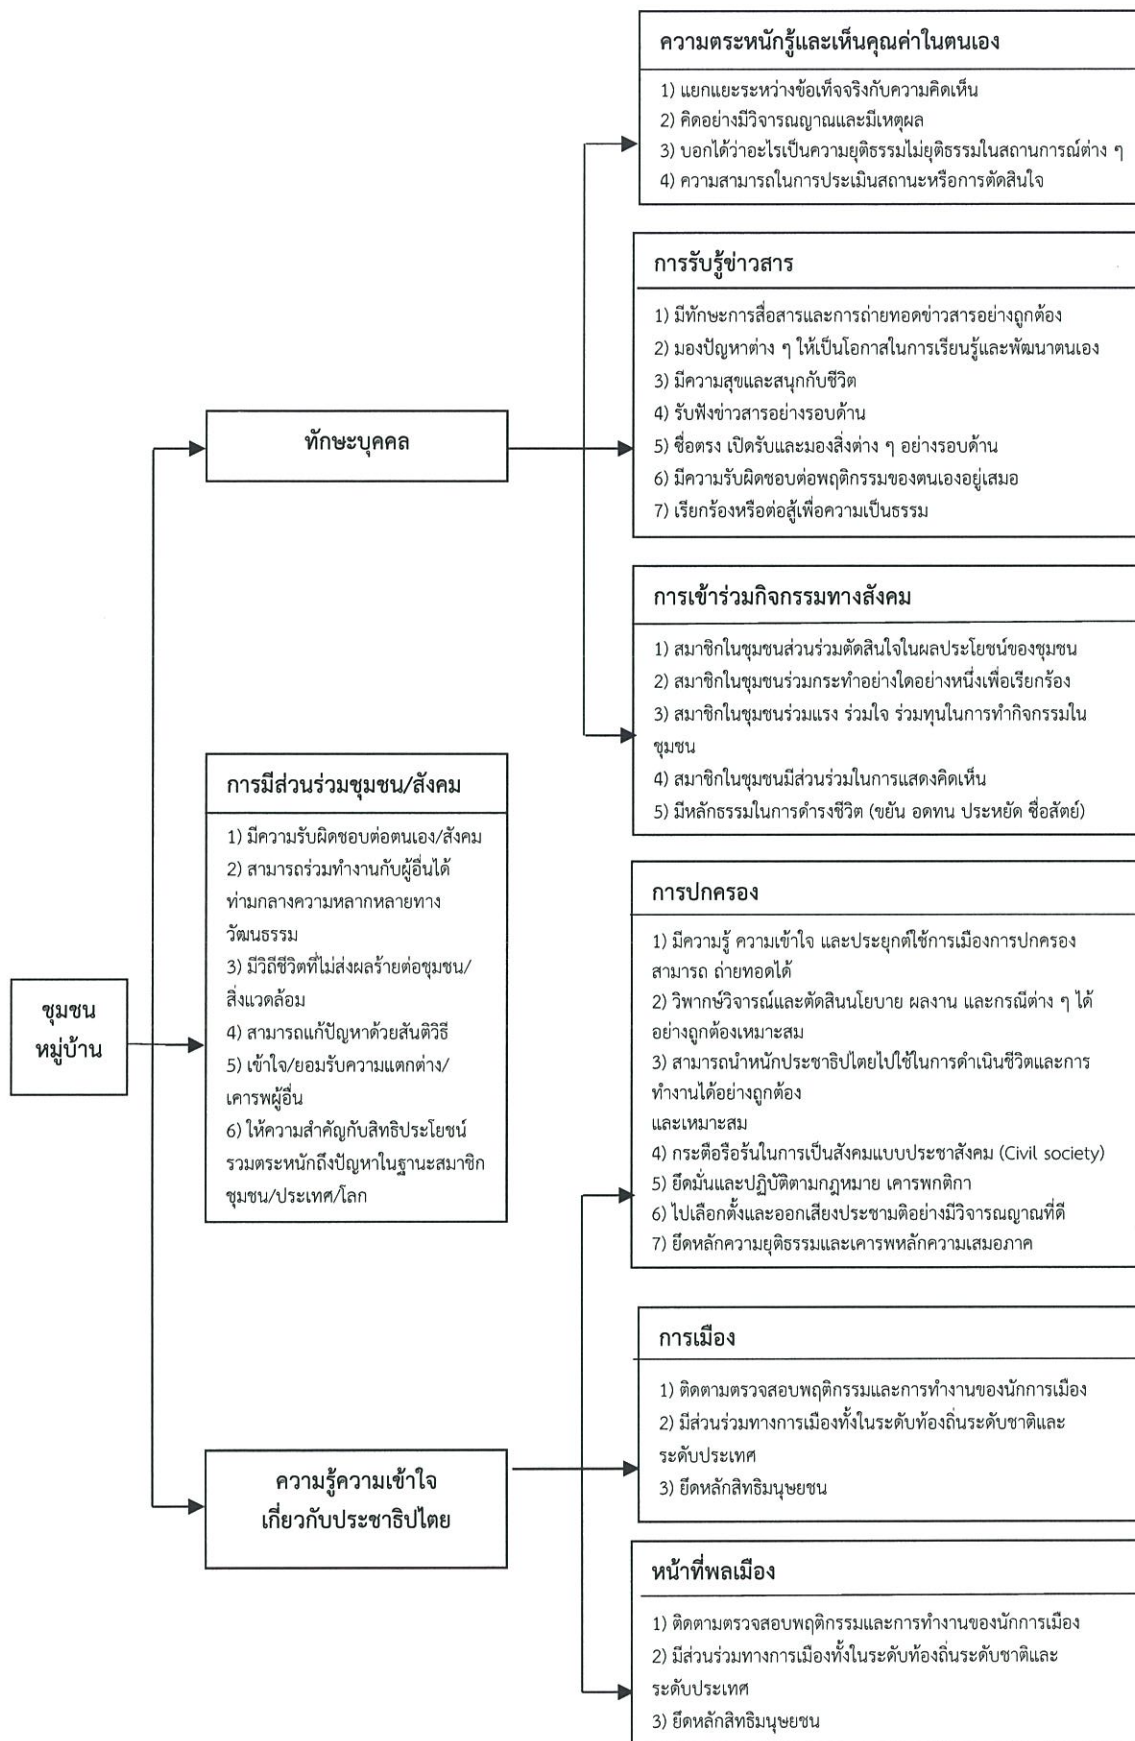 ความตระหนักรู้และเห็นคุณค่าในตนเอง
1) แยกแยะระหว่างข้อเท็จจริงกับความคิดเห็น
2) คิดอย่างมีวิจารณญาณและมีเหตุผล
3) บอกได้ว่าอะไรเป็นความยุติธรรมไม่ยุติธรรมในสถานการณ์ต่าง ๆ
4) ความสามารถในการประเมินสถานะหรือการตัดสินใจ
การรับรู้ข่าวสาร
1) มีทักษะการสื่อสารและการถ่ายทอดข่าวสารอย่างถูกต้อง
2) มองปัญหาต่าง ๆ ให้เป็นโอกาสในการเรียนรู้และพัฒนาตนเอง
3) มีความสุขและสนุกกับชีวิต
4) รับฟังข่าวสารอย่างรอบด้าน
5) ซื่อตรง เปิดรับและมองสิ่งต่าง ๆ อย่างรอบด้าน
6) มีความรับผิดชอบต่อพฤติกรรมของตนเองอยู่เสมอ
7) เรียกร้องหรือต่อสู้เพื่อความเป็นธรรม
ทักษะบุคคล
การเข้าร่วมกิจกรรมทางสังคม
1) สมาชิกในชุมชนส่วนร่วมตัดสินใจในผลประโยชน์ของชุมชน
2) สมาชิกในชุมชนร่วมกระทำอย่างใดอย่างหนึ่งเพื่อเรียกร้อง
3) สมาชิกในชุมชนร่วมแรง ร่วมใจ ร่วมทุนในการทำกิจกรรมใน
ชุมชน
4) สมาชิกในชุมชนมีส่วนร่วมในการแสดงคิดเห็น
5) มีหลักธรรมในการดำรงชีวิต (ขยัน อดทน ประหยัด ซื่อสัตย์)
การมีส่วนร่วมชุมชน/สังคม
1) มีความรับผิดชอบต่อตนเอง/สังคม
2) สามารถร่วมทำงานกับผู้อื่นได้
ท่ามกลางความหลากหลายทาง
วัฒนธรรม
3) มีวิถีชีวิตที่ไม่ส่งผลร้ายต่อชุมชน/
สิ่งแวดล้อม
4) สามารถแก้ปัญหาด้วยสันติวิธี
5) เข้าใจ/ยอมรับความแตกต่าง/
เคารพผู้อื่น
6) ให้ความสำคัญกับสิทธิประโยชน์
รวมตระหนักถึงปัญหาในฐานะสมาชิก
ชุมชน/ประเทศ/โลก
ชุมชน
หมู่บ้าน
การปกครอง
1) มีความรู้ ความเข้าใจ และประยุกต์ใช้การเมืองการปกครอง
สามารถ ถ่ายทอดได้
2) วิพากษ์วิจารณ์และตัดสินนโยบาย ผลงาน และกรณีต่าง ๆ ได้
อย่างถูกต้องเหมาะสม
3) สามารถนำหนักประชาธิปไตยไปใช้ในการดำเนินชีวิตและการ
ทำงานได้อย่างถูกต้อง
และเหมาะสม
4) กระตือรือร้นในการเป็นสังคมแบบประชาสังคม (Civil society)
5) ยึดมั่นและปฏิบัติตามกฎหมาย เคารพกติกา
6) ไปเลือกตั้งและออกเสียงประชามติอย่างมีวิจารณญาณที่ดี
7) ยึดหลักความยุติธรรมและเคารพหลักความเสมอภาค
การเมือง
1) ติดตามตรวจสอบพฤติกรรมและการทำงานของนักการเมือง
2) มีส่วนร่วมทางการเมืองทั้งในระดับท้องถิ่นระดับชาติและ
ระดับประเทศ
3) ยึดหลักสิทธิมนุษยชน
ความรู้ความเข้าใจ
เกี่ยวกับประชาธิปไตย
หน้าที่พลเมือง
1) ติดตามตรวจสอบพฤติกรรมและการทำงานของนักการเมือง
2) มีส่วนร่วมทางการเมืองทั้งในระดับท้องถิ่นระดับชาติและ
ระดับประเทศ
3) ยึดหลักสิทธิมนุษยชน